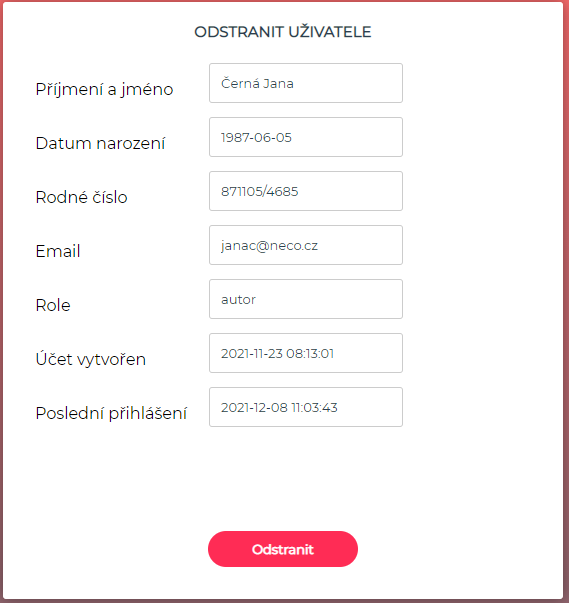 ODSTRANIT UŽIVATELE
Příjmení a jméno Černá Jana
Datum narození 1987-06-05
Rodné číslo 871105/4685
Email janac@neco.cz
Role autor
Účet vytvořen 2021-11-23 08:13:01
Poslední přihlášení 2021-12-08 11:03:43
Odstranit